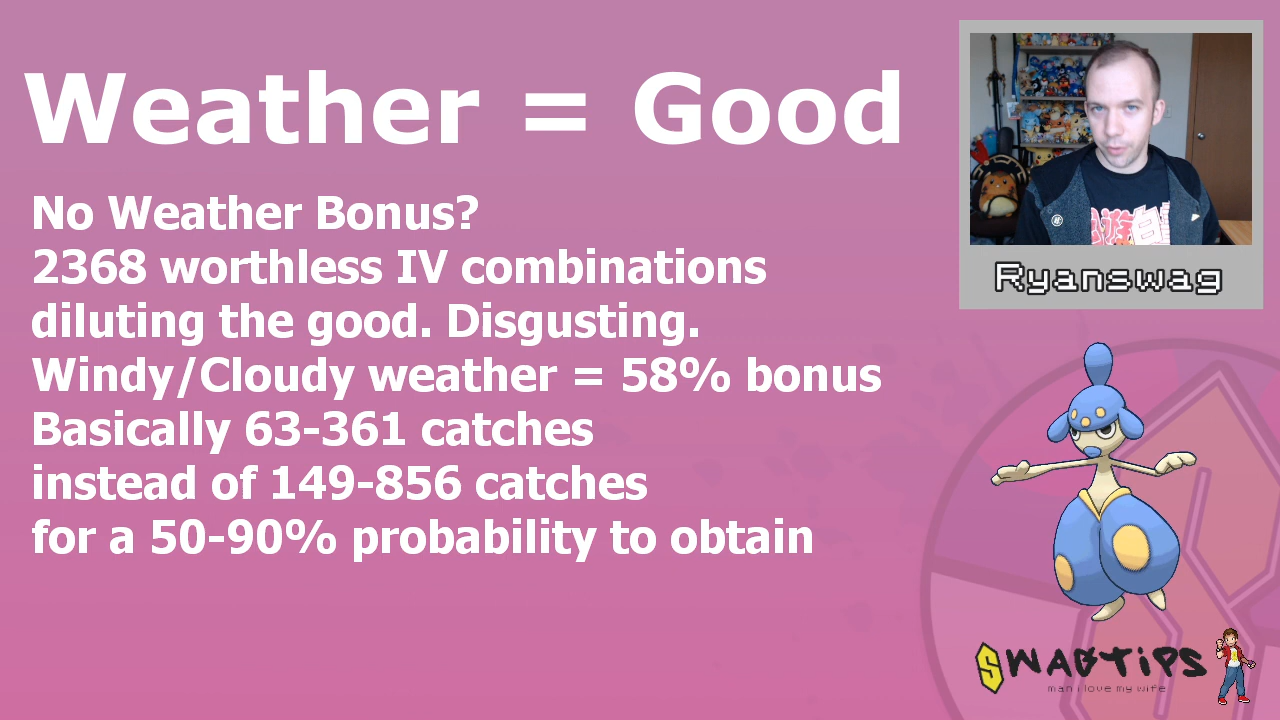 Weather = Good
No Weather Bonus?
2368 worthless IV combinations
diluting the good. Disgusting.
Windy/Cloudy weather = 58% bonus
Basically 63-361 catches
instead of 149-856 catches
for a 50-90% probability to obtain
Ryanswag
SWAGTiPS
man i love my wife